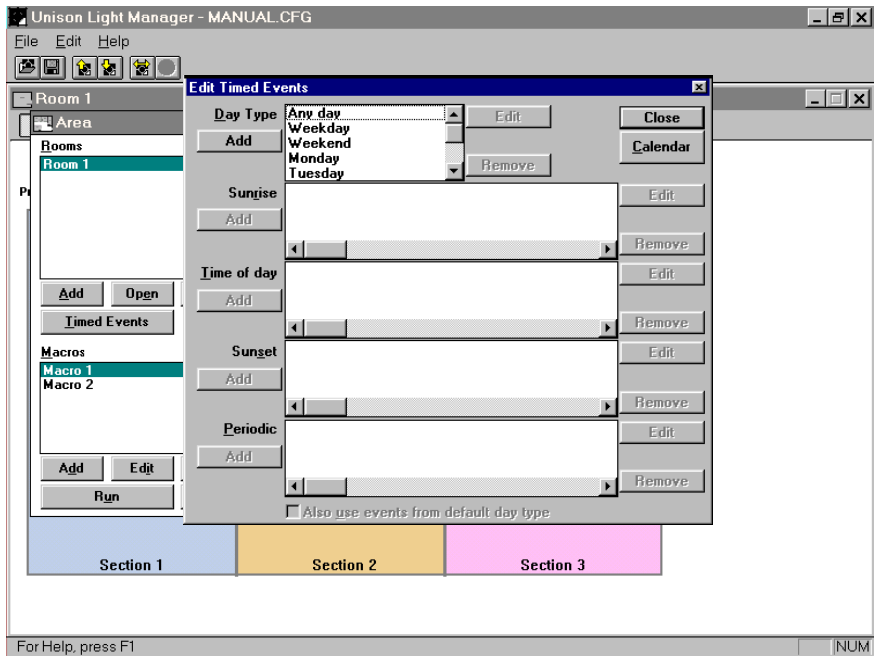 Unison Light Manager - MANUAL.CFG
File Edit Help
Room 1
Area
Rooms
Room 1
Add Open
Timed Events
Macros
Macro 1
Macro 2
Add Edit
Run
Edit Timed Events
Day Type
Add
Any day
Weekday
Weekend
Monday
Tuesday
Edit
Remove
Close
Calendar
Sunrise
Add
Edit
Remove
Time of day
Add
Edit
Remove
Sunset
Add
Edit
Remove
Periodic
Add
Edit
Remove
Also use events from default day type
Section 1 Section 2 Section 3
For Help, press F1
NUM